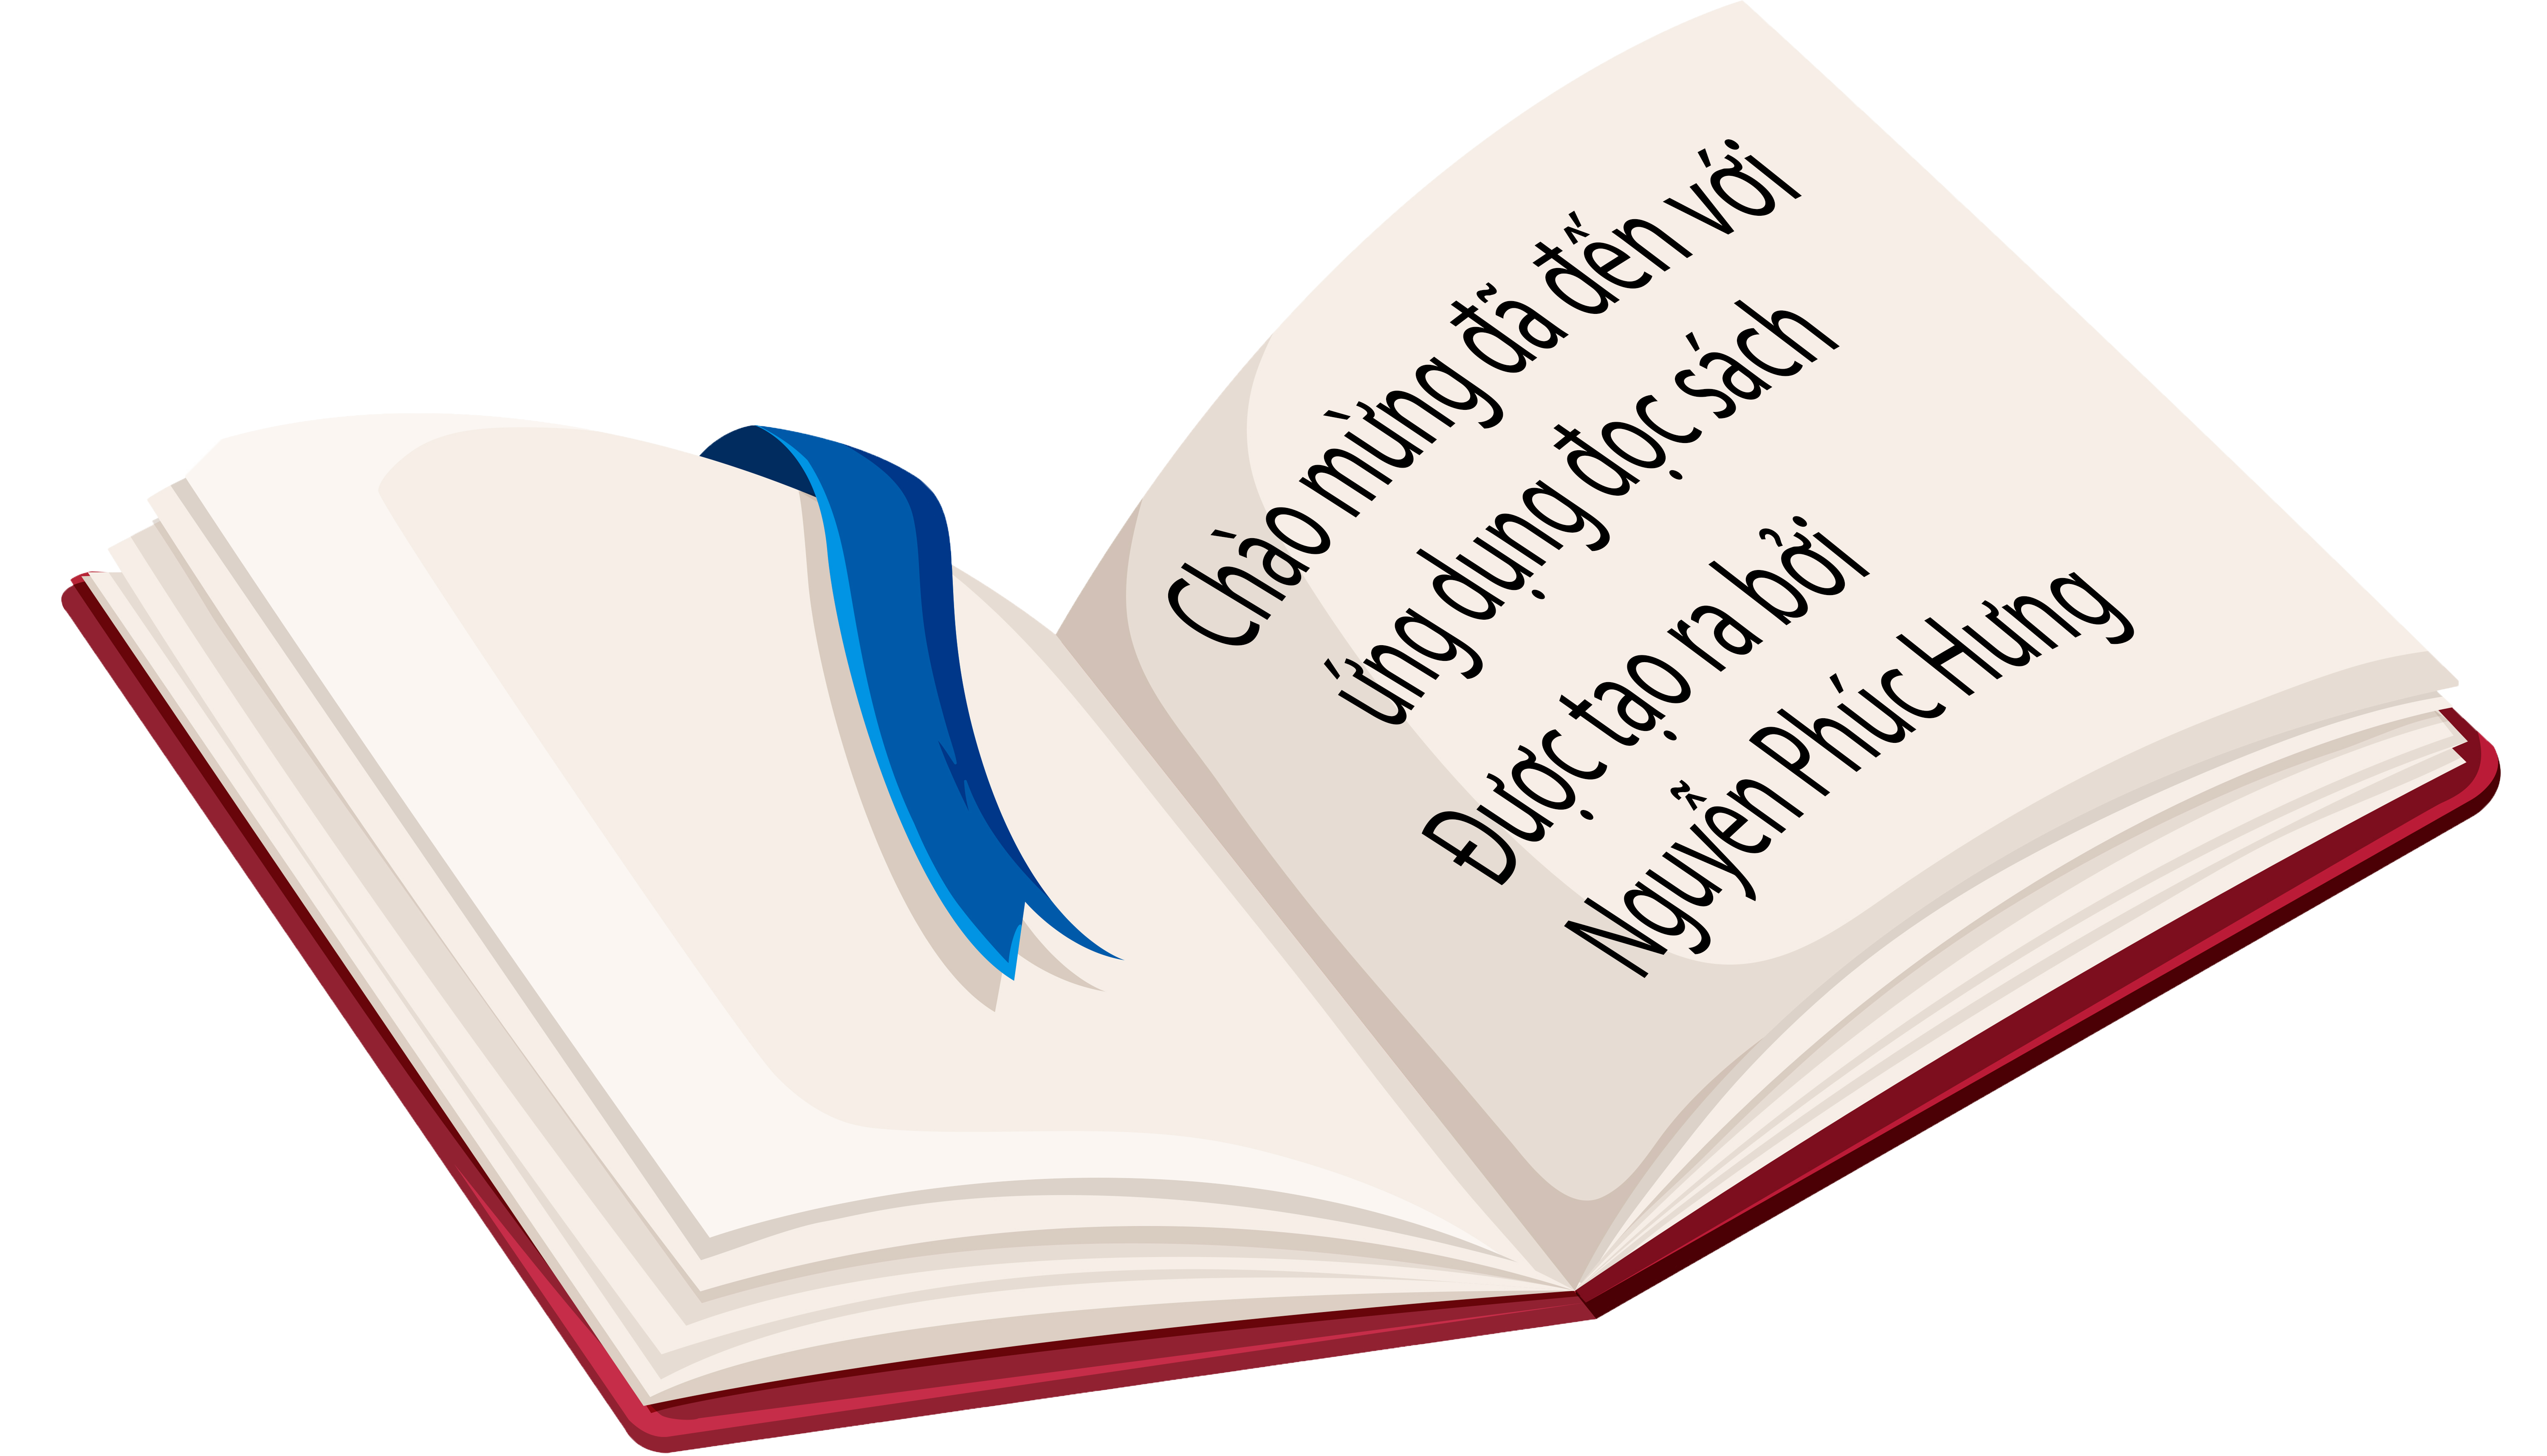 Chào mừng đã đến với
ứng dụng đọc sách
Được tạo ra bởi
Nguyễn Phúc Hưng